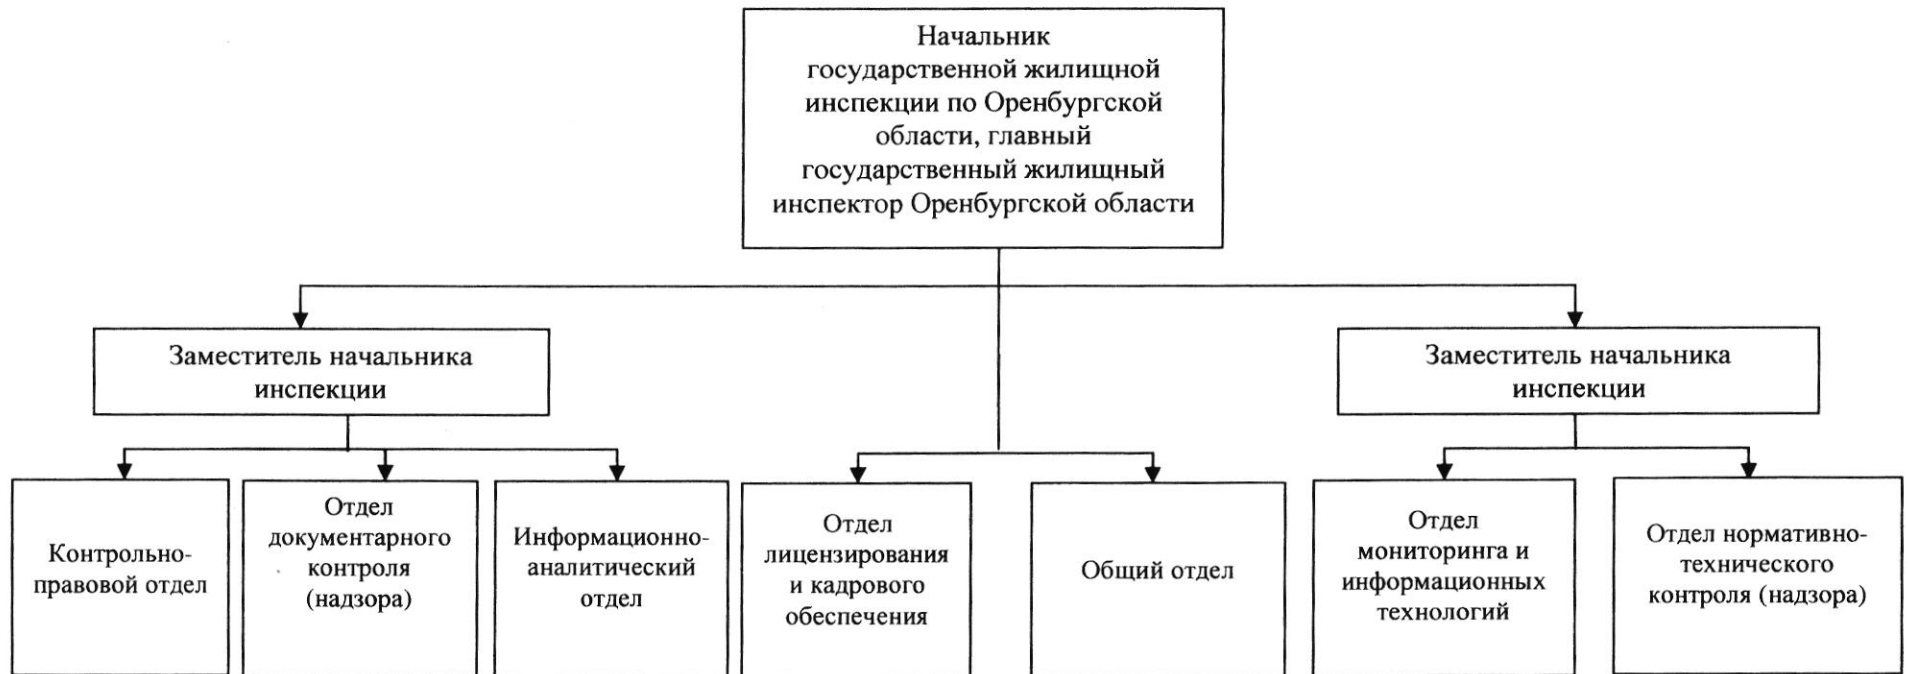 Начальник
государственной жилищной
инспекции по Оренбургской
области, главный
государственный жилищный
инспектор Оренбургской области
Заместитель начальника
инспекции
Заместитель начальника
инспекции
Контрольно-
правовой отдел
Отдел
документарного
контроля
(надзора)
Информационно-
аналитический
отдел
Отдел
лицензирования
и кадрового
обеспечения
Общий отдел
Отдел
мониторинга и
информационных
технологий
Отдел нормативно-
технического
контроля (надзора)